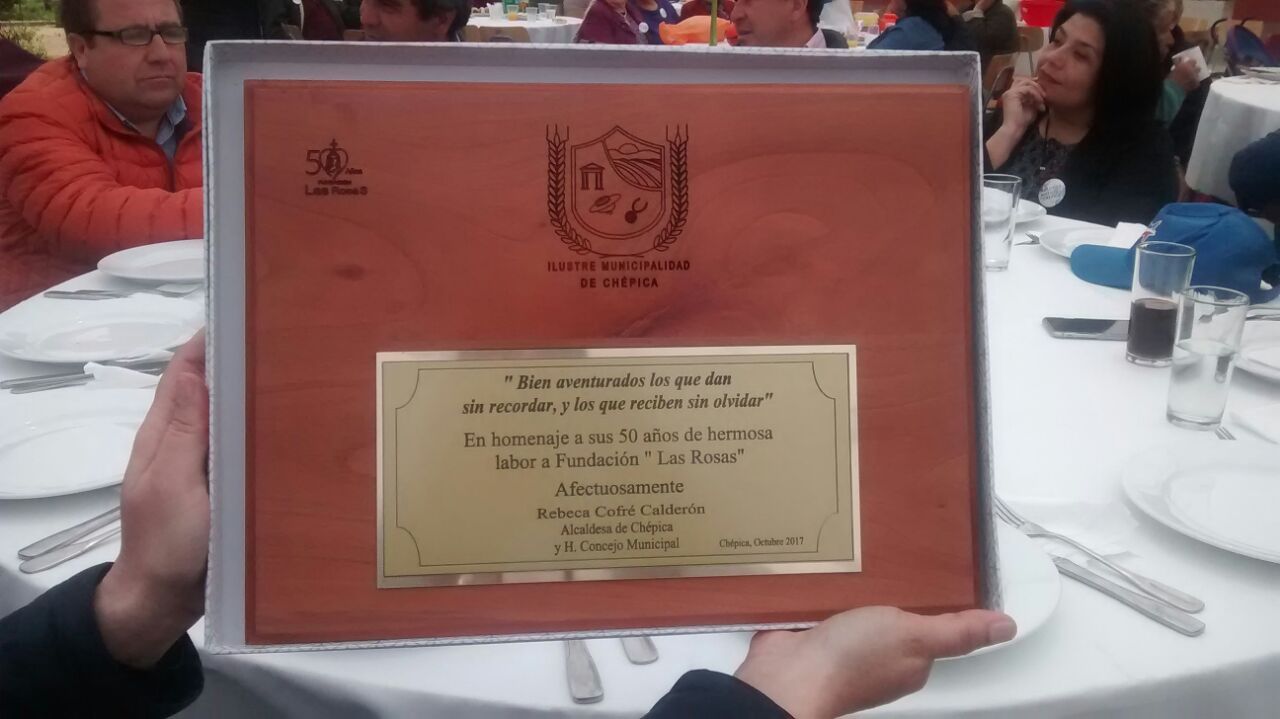 50 Años
Las Rosas
ILUSTRE MUNICIPALIDAD
DE CHÉPICA
" Bien aventurados los que dan
sin recordar, y los que reciben sin olvidar"
En homenaje a sus 50 años de hermosa
labor a Fundación " Las Rosas"
Afectuosamente
Rebeca Cofré Calderón
Alcaldesa de Chépica
y H. Concejo Municipal
Chépica, Octubre 2017